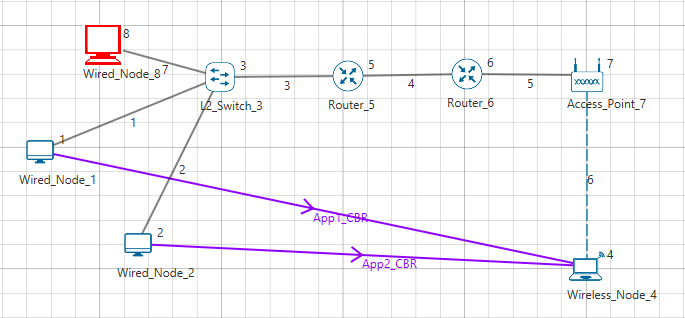 8
Wired_Node_8
7
3
L2_Switch_3
3
5
Router_5
4
6
Router_6
5
7
Access_Point_7
1
1
Wired_Node_1
2
6
App1_CBR
2
Wired_Node_2
App2_CBR
4
Wireless_Node_4